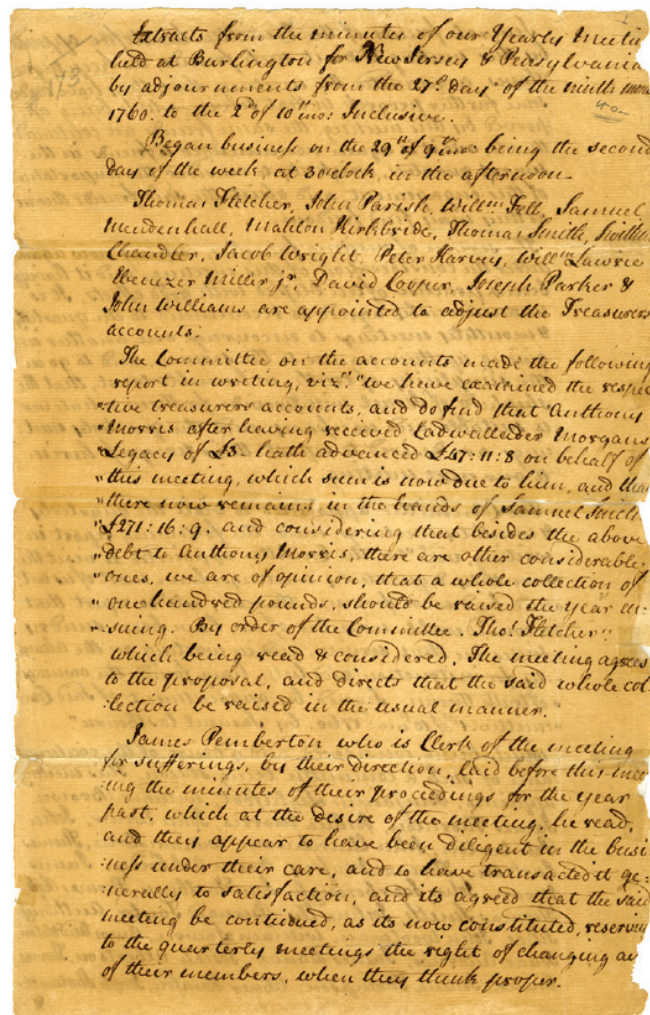 Extracts from the minutes of our Yearly Meetin
held at Burlington for New Jersey & Pensylvania
by adjournments from the 27th day of the ninth mon
1760. to the 2d of 10th mo: Inclusive.
Began business on the 29th of 9th mo: being the second
day of the week at 3 oclock in the afternoon.
Thomas Fletcher, John Parish, Willm Fell, Samuel
Mendenhall, Mahlon Kirkbride, Thomas Smith, Swithin
Chandler, Jacob Wright, Peter Harvey, Willm Lawrie
Ebenezer Miller jr, David Cooper, Joseph Parker &
John Williams are appointed to adjust the Treasurers
accounts.
The Committee on the accounts made the following
report in writing, vizt. "we have examined the respec
"tive treasurers accounts, and do find that Anthony
"Morris after having received Cadwallader Morgans
"Legacy of £5. hath advanced £47:11:8 on behalf of
"this meeting, which sum is now due to him, and that
"there now remains in the hands of Samuel Smith
"£271:16:9. and considering that besides the above
"debt to Anthony Morris, there are other considerable
"ones, we are of opinion, that a whole collection of
"one hundred pounds, should be raised the year en
"suing. By order of the Committee. Tho: Fletcher"
which being read & considered, The meeting agrees
to the proposal, and directs that the said whole col
:lection be raised in the usual manner.
James Pemberton who is Clerk of the meeting
for sufferings, by their direction, laid before this mee
:ing the minutes of their proceedings for the year
past, which at the desire of the meeting, he read,
and they appear to have been diligent in the busi
:ness under their care, and to have transacted it ge:
:nerally to satisfaction, and its agreed that the said
meeting be continued, as its now constituted, reserving
to the quarterly meetings the right of changing any
of their members, when they think proper.